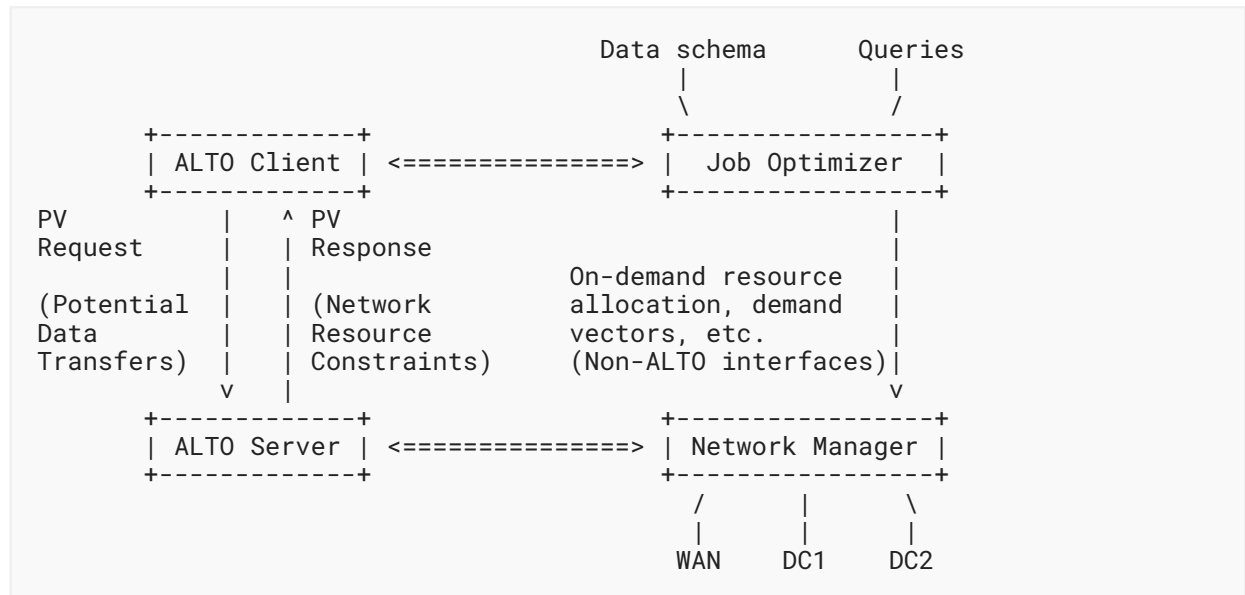 Data schema Queries
ALTO Client <===============> Job Optimizer
PV ^ PV
Request Response
On-demand resource
(Potential (Network allocation, demand
Data Resource vectors, etc.
Transfers) Constraints) (Non-ALTO interfaces)
v v
ALTO Server <===============> Network Manager
WAN DC1 DC2